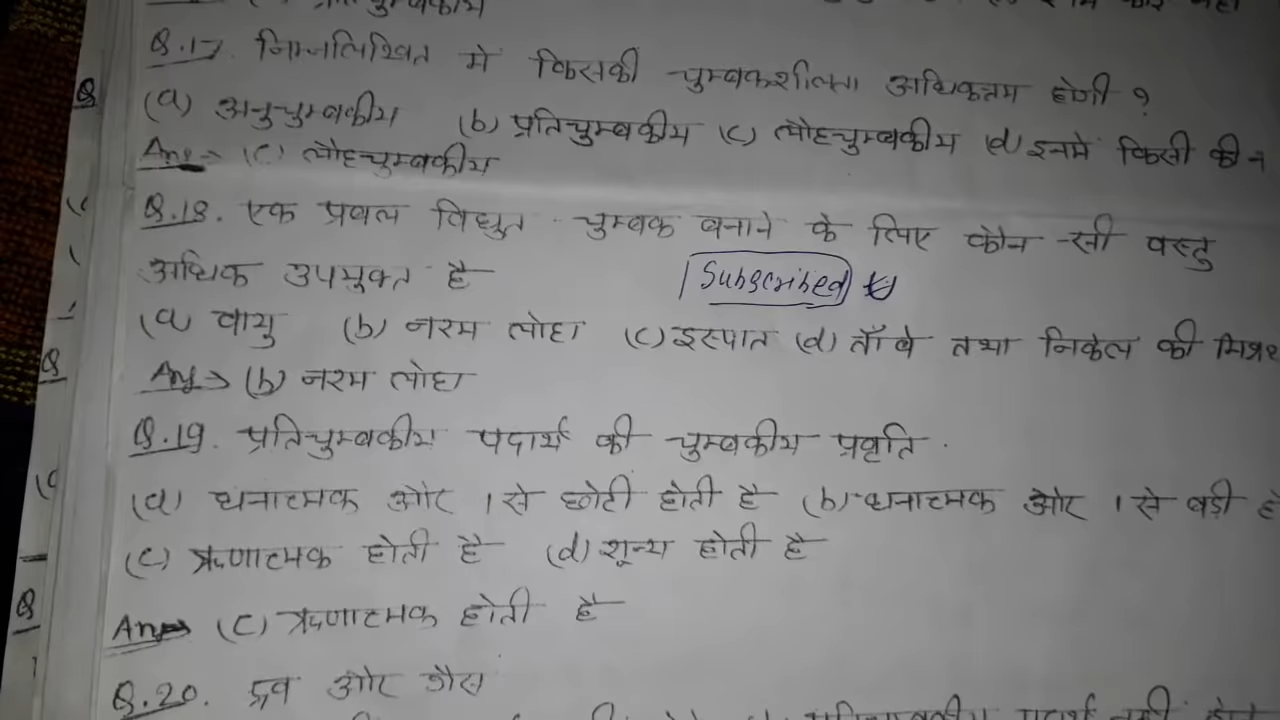 Q.17. निम्नलिखित में किसकी चुम्बकशीलता अधिकतम होगी ?
(a) अनुचुम्बकीय (b) प्रतिचुम्बकीय (c) लौहचुम्बकीय (d) इनमें किसी की न
Ans→ (c) लौहचुम्बकीय
Q.18. एक प्रबल विद्युत चुम्बक बनाने के लिए कौन-सी वस्तु
अधिक उपयुक्त है
Subscribed
(a) वायु (b) नरम लोहा (c) इस्पात (d) ताँबे तथा निकेल की मिश्र
Ans→ (b) नरम लोहा
Q.19. प्रतिचुम्बकीय पदार्थ की चुम्बकीय प्रवृति
(a) धनात्मक और 1 से छोटी होती है (b) धनात्मक और 1 से बड़ी है
(c) ऋणात्मक होती है (d) शून्य होती है
Ans→ (c) ऋणात्मक होती है
Q.20. द्रव और गैस